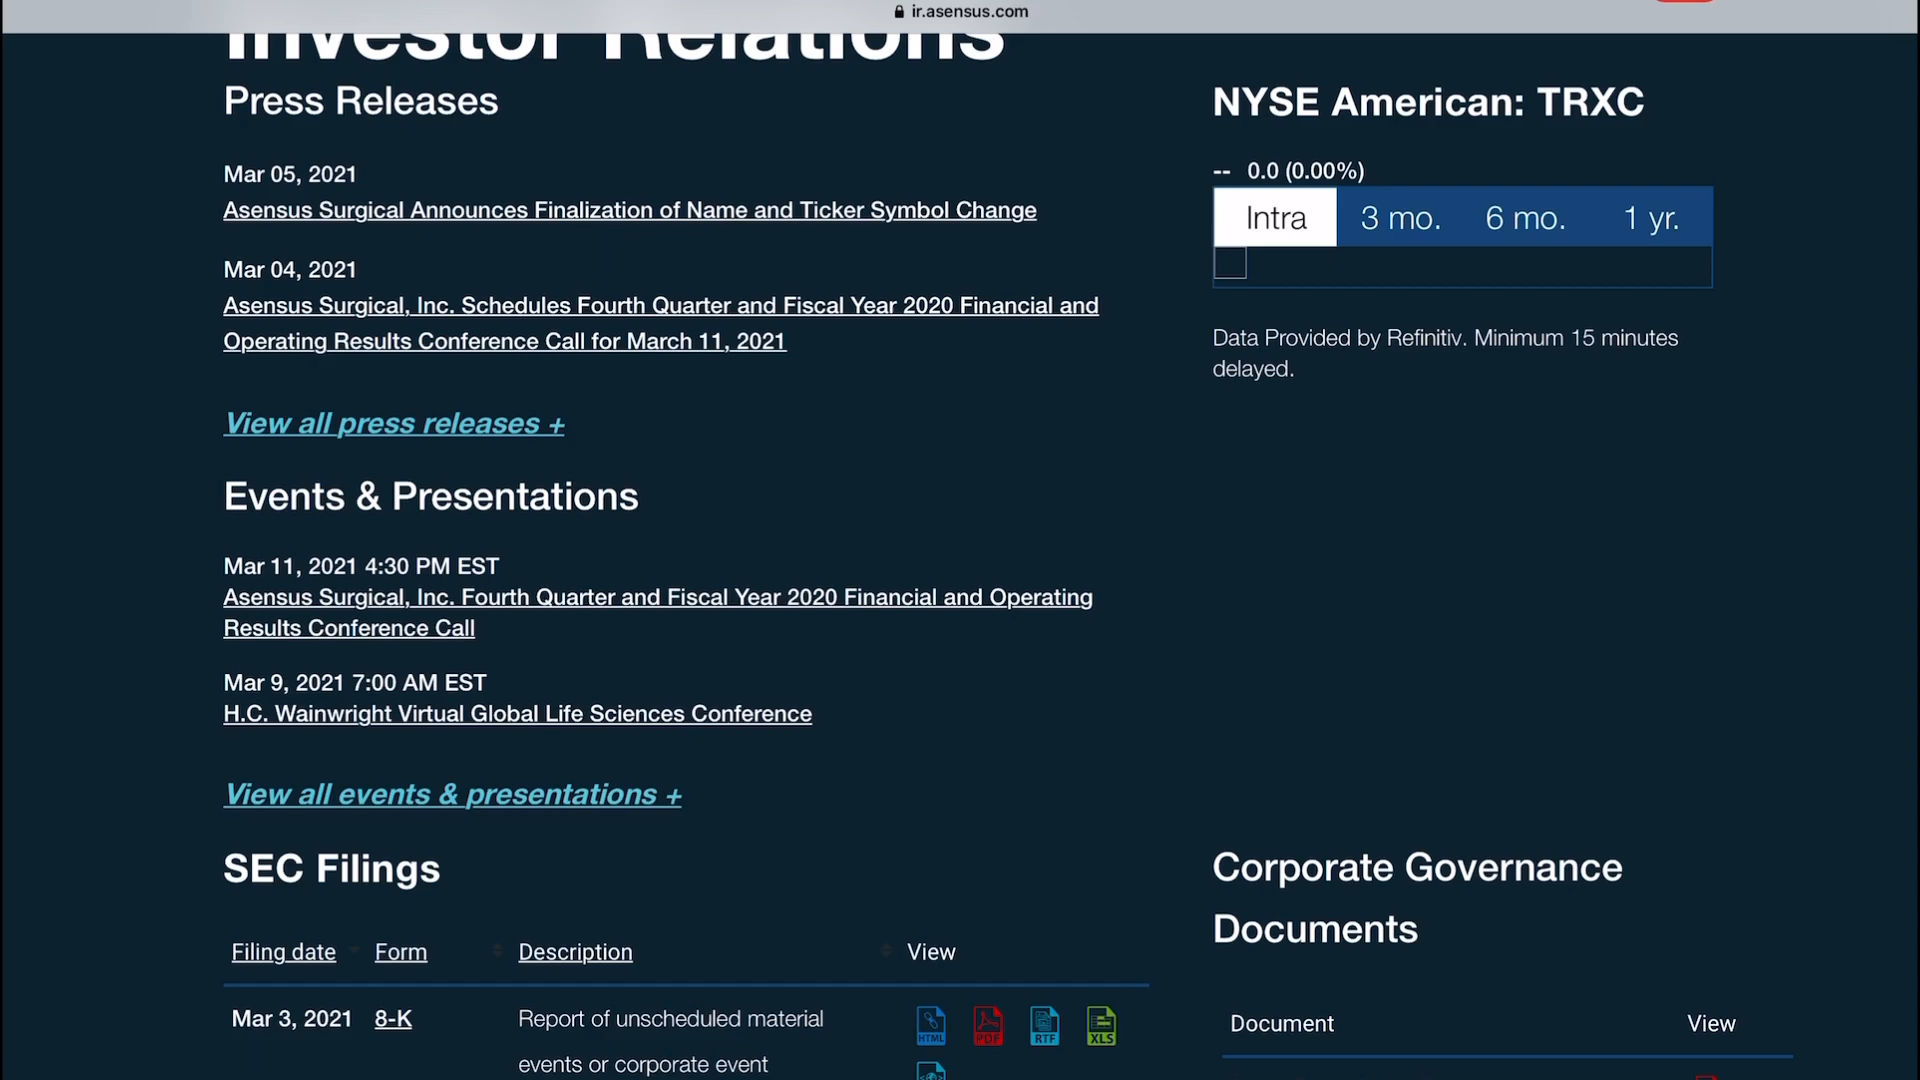 ir.asensus.com
Investor Relations
Press Releases
Mar 05, 2021
Asensus Surgical Announces Finalization of Name and Ticker Symbol Change
Mar 04, 2021
Asensus Surgical, Inc. Schedules Fourth Quarter and Fiscal Year 2020 Financial and
Operating Results Conference Call for March 11, 2021
View all press releases +
NYSE American: TRXC
-- 0.0 (0.00%)
Intra 3 mo. 6 mo. 1 yr.
Data Provided by Refinitiv. Minimum 15 minutes
delayed.
Events & Presentations
Mar 11, 2021 4:30 PM EST
Asensus Surgical, Inc. Fourth Quarter and Fiscal Year 2020 Financial and Operating
Results Conference Call
Mar 9, 2021 7:00 AM EST
H.C. Wainwright Virtual Global Life Sciences Conference
View all events & presentations +
SEC Filings
Filing date Form Description View
Mar 3, 2021 8-K Report of unscheduled material
events or corporate event
HTML PDF RTF XLS
Corporate Governance
Documents
Document View